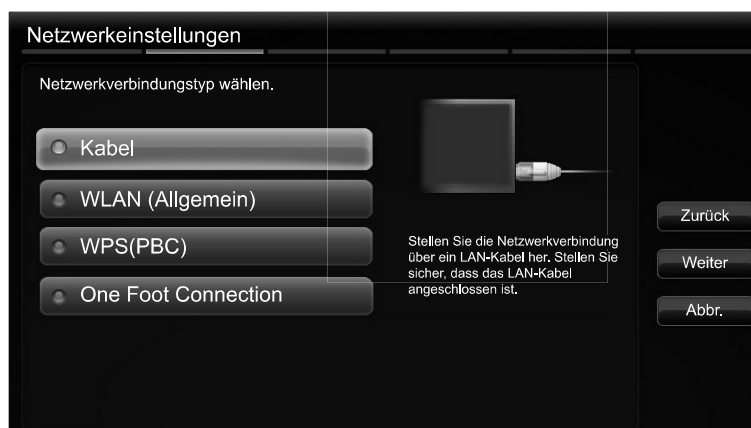 Netzwerkeinstellungen
Netzwerkverbindungstyp wählen.
Kabel
WLAN (Allgemein)
WPS(PBC)
One Foot Connection
Stellen Sie die Netzwerkverbindung
über ein LAN-Kabel her. Stellen Sie
sicher, dass das LAN-Kabel
angeschlossen ist.
Zurück
Weiter
Abbr.